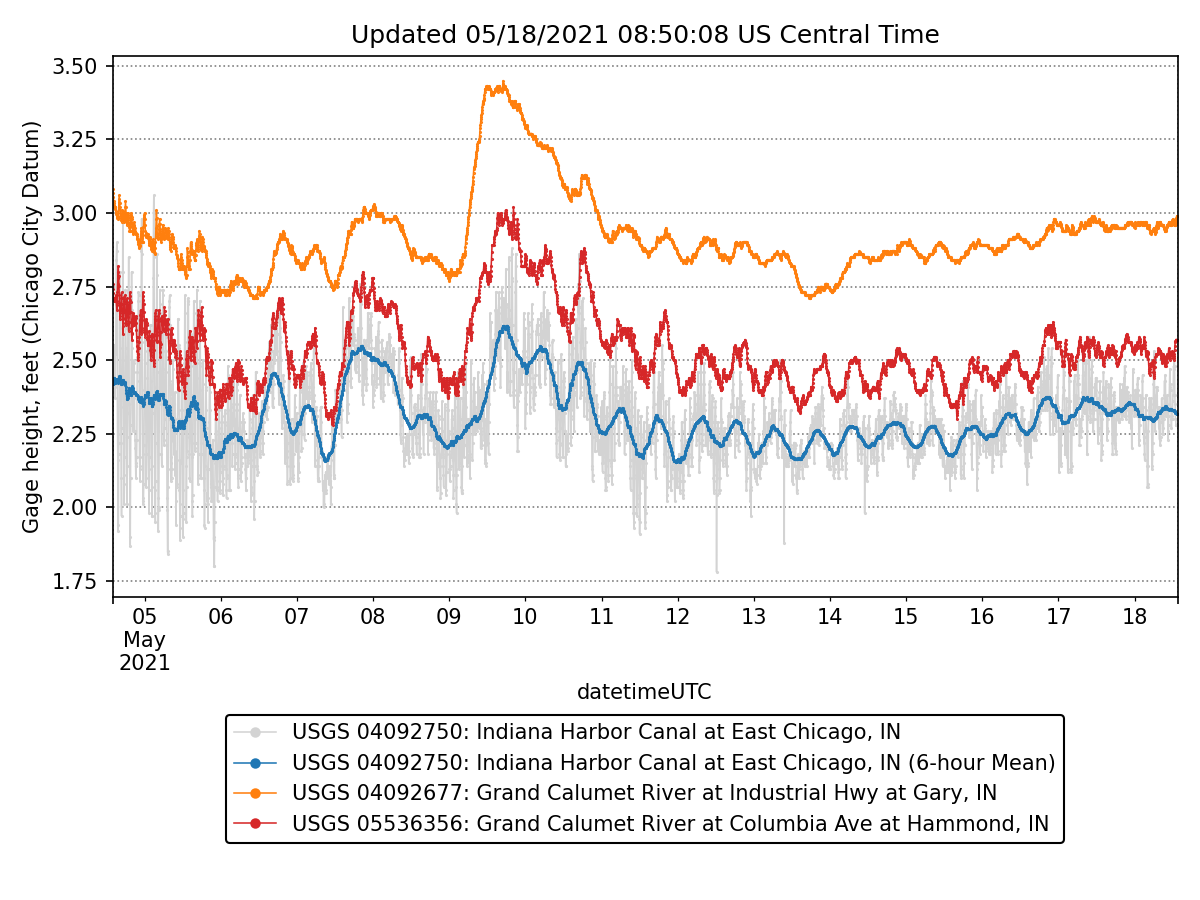 Updated 05/18/2021 08:50:08 US Central Time
Gage height, feet (Chicago City Datum)
3.50
3.25
3.00
2.75
2.50
2.25
2.00
1.75
05 06 07 08 09 10 11 12 13 14 15 16 17 18
May
2021
datetimeUTC
USGS 04092750: Indiana Harbor Canal at East Chicago, IN
USGS 04092750: Indiana Harbor Canal at East Chicago, IN (6-hour Mean)
USGS 04092677: Grand Calumet River at Industrial Hwy at Gary, IN
USGS 05536356: Grand Calumet River at Columbia Ave at Hammond, IN